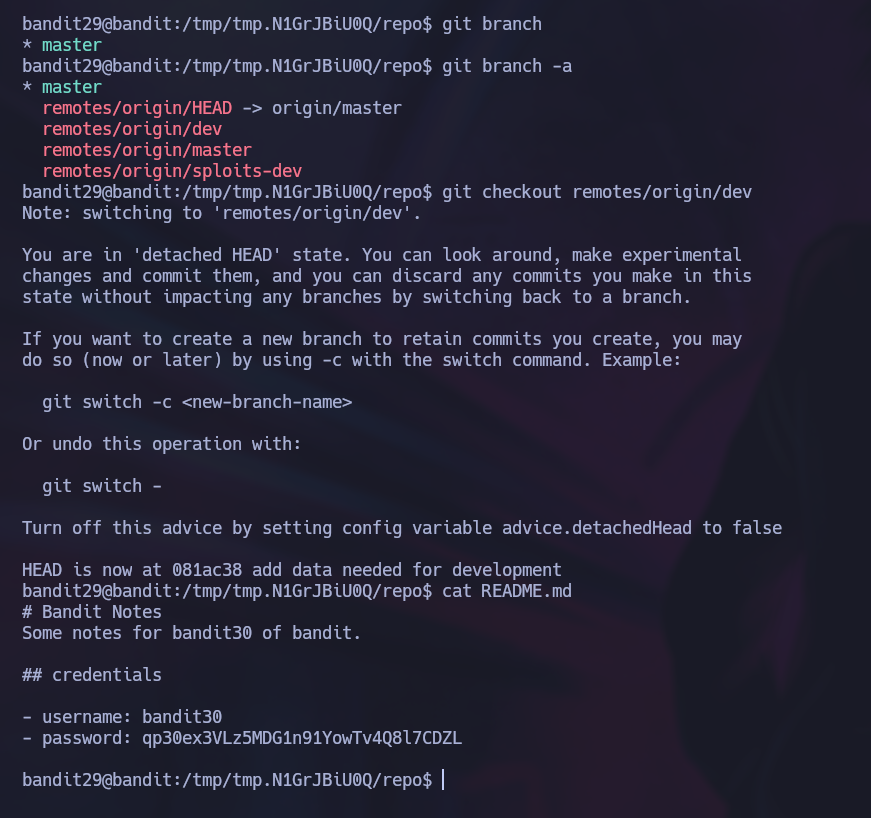 bandit29@bandit:/tmp/tmp.N1GrJBiU0Q/repo$ git branch
* master
bandit29@bandit:/tmp/tmp.N1GrJBiU0Q/repo$ git branch -a
* master
  remotes/origin/HEAD -> origin/master
  remotes/origin/dev
  remotes/origin/master
  remotes/origin/sploits-dev
bandit29@bandit:/tmp/tmp.N1GrJBiU0Q/repo$ git checkout remotes/origin/dev
Note: switching to 'remotes/origin/dev'.

You are in 'detached HEAD' state. You can look around, make experimental
changes and commit them, and you can discard any commits you make in this
state without impacting any branches by switching back to a branch.

If you want to create a new branch to retain commits you create, you may
do so (now or later) by using -c with the switch command. Example:

  git switch -c <new-branch-name>

Or undo this operation with:

  git switch -

Turn off this advice by setting config variable advice.detachedHead to false

HEAD is now at 081ac38 add data needed for development
bandit29@bandit:/tmp/tmp.N1GrJBiU0Q/repo$ cat README.md
# Bandit Notes
Some notes for bandit30 of bandit.

## credentials

- username: bandit30
- password: qp30ex3VLz5MDG1n91YowTv4Q8l7CDZL

bandit29@bandit:/tmp/tmp.N1GrJBiU0Q/repo$